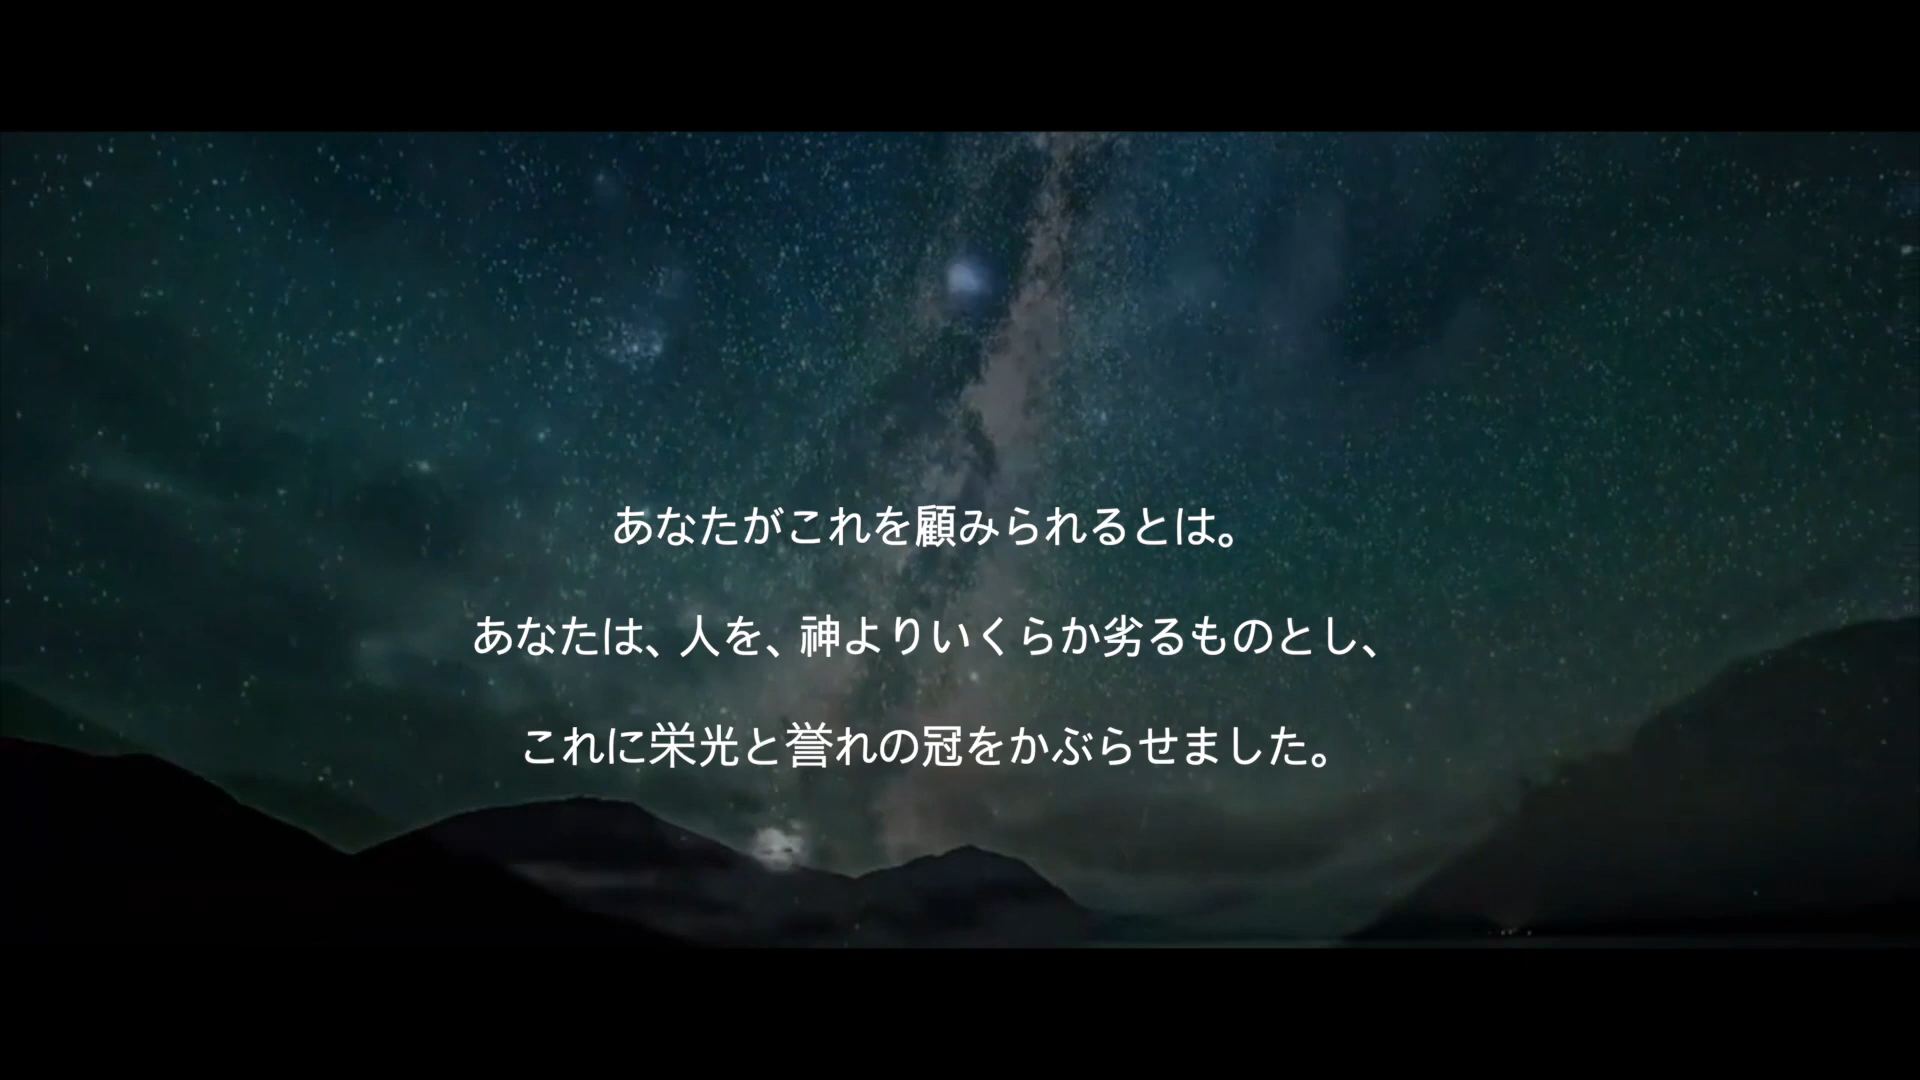 あなたがこれを顧みられるとは。
あなたは、人を、神よりいくらか劣るものとし、
これに栄光と誉れの冠をかぶらせました。